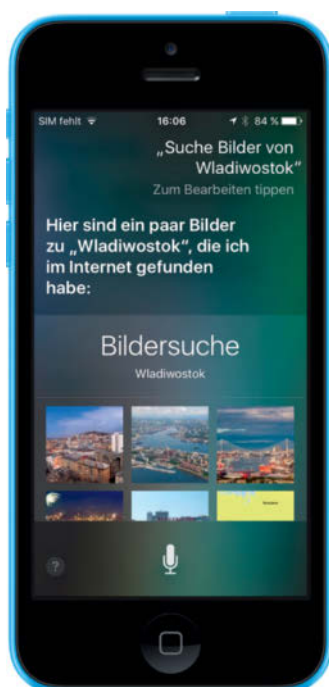 SIM fehlt 16:06 84 %
„Suche Bilder von
Wladiwostok“
Zum Bearbeiten tippen
Hier sind ein paar Bilder
zu „Wladiwostok“, die ich
im Internet gefunden
habe:
Bildersuche
Wladiwostok
?